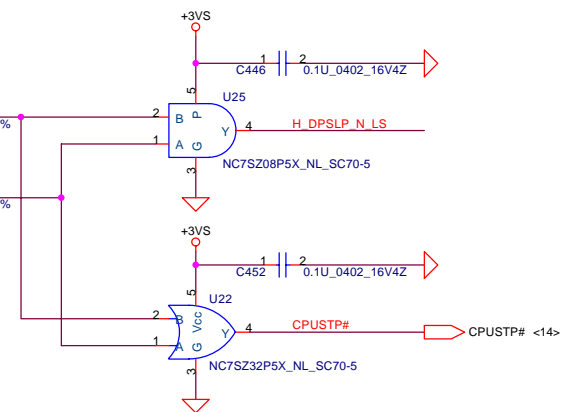 +3VS
1
2
C446
0.1U_0402_16V4Z
5
U25
%
2
B
P
Y
4
H_DPSLP_N_LS
1
A
G
3
NC7SZ08P5X_NL_SC70-5
%
+3VS
1
2
C452
0.1U_0402_16V4Z
5
U22
2
B
Vcc
Y
4
CPUSTP#
CPUSTP# <14>
1
A
G
3
NC7SZ32P5X_NL_SC70-5